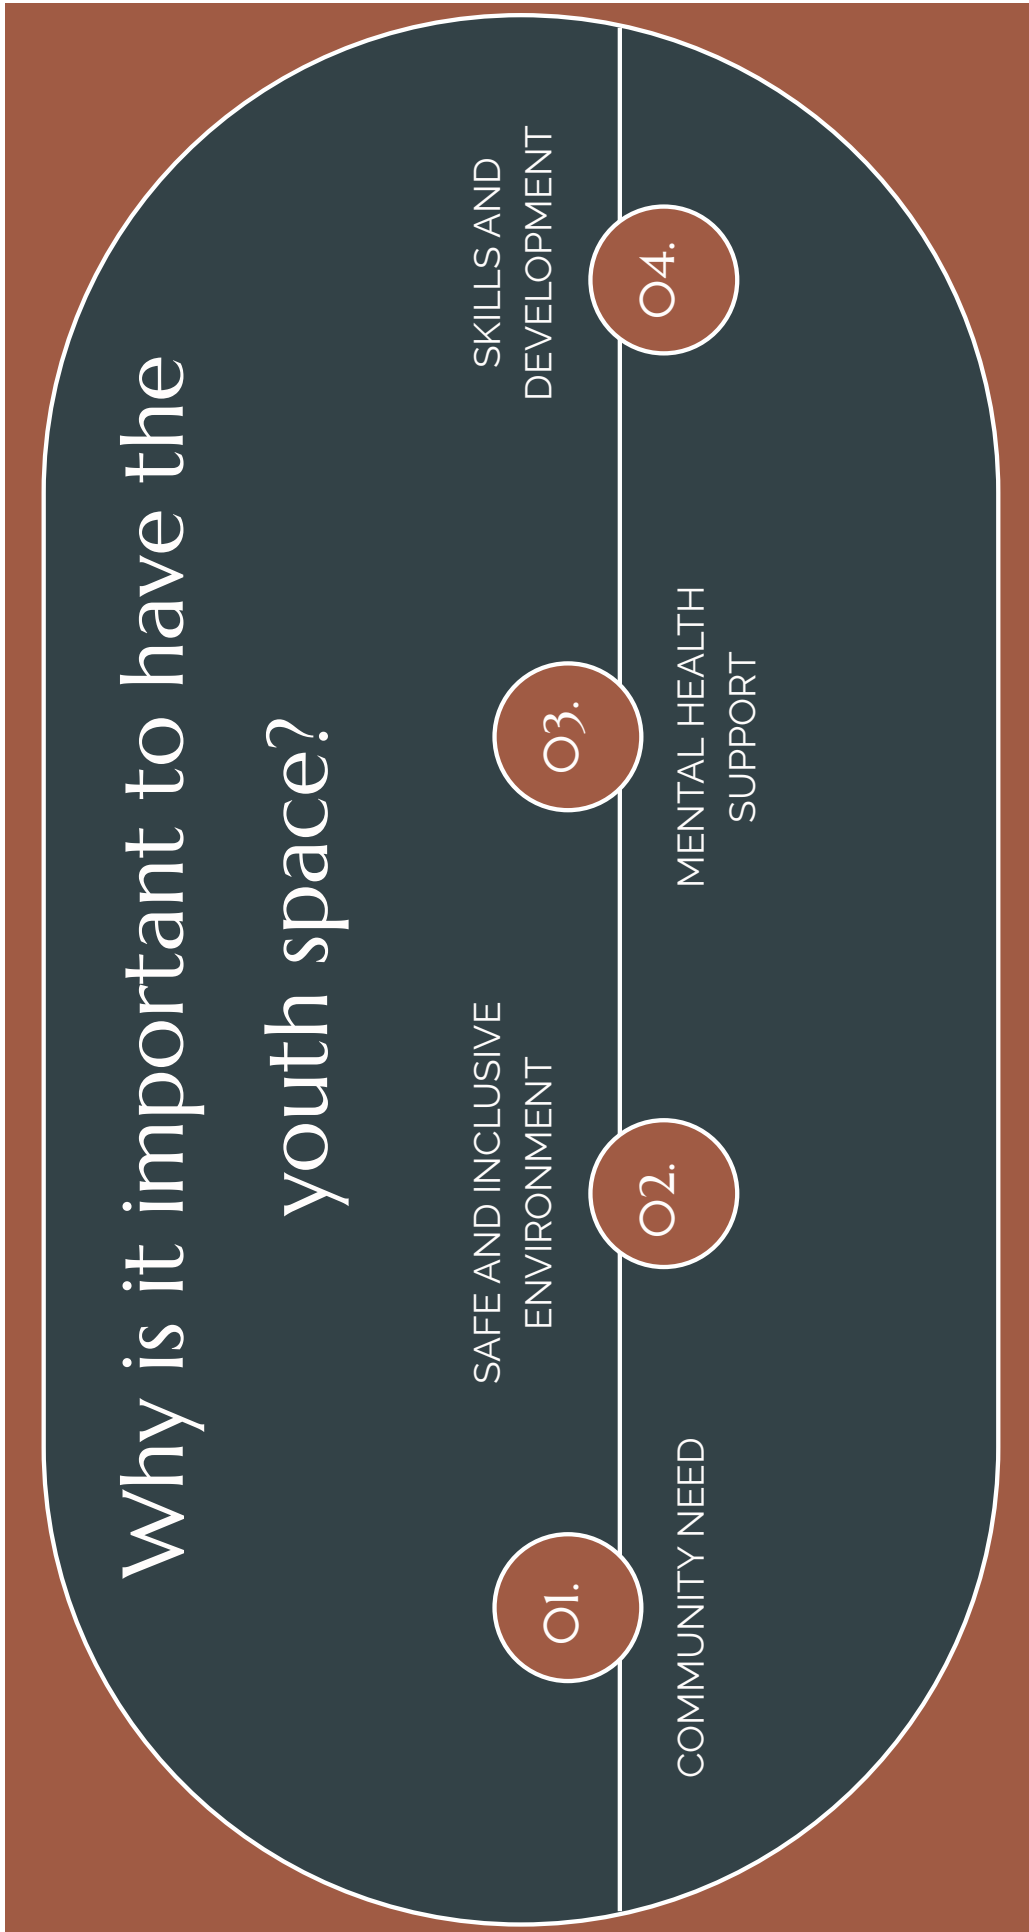 Why is it important to have the
youth space?
01.
COMMUNITY NEED
02.
SAFE AND INCLUSIVE
ENVIRONMENT
03.
MENTAL HEALTH
SUPPORT
04.
SKILLS AND
DEVELOPMENT